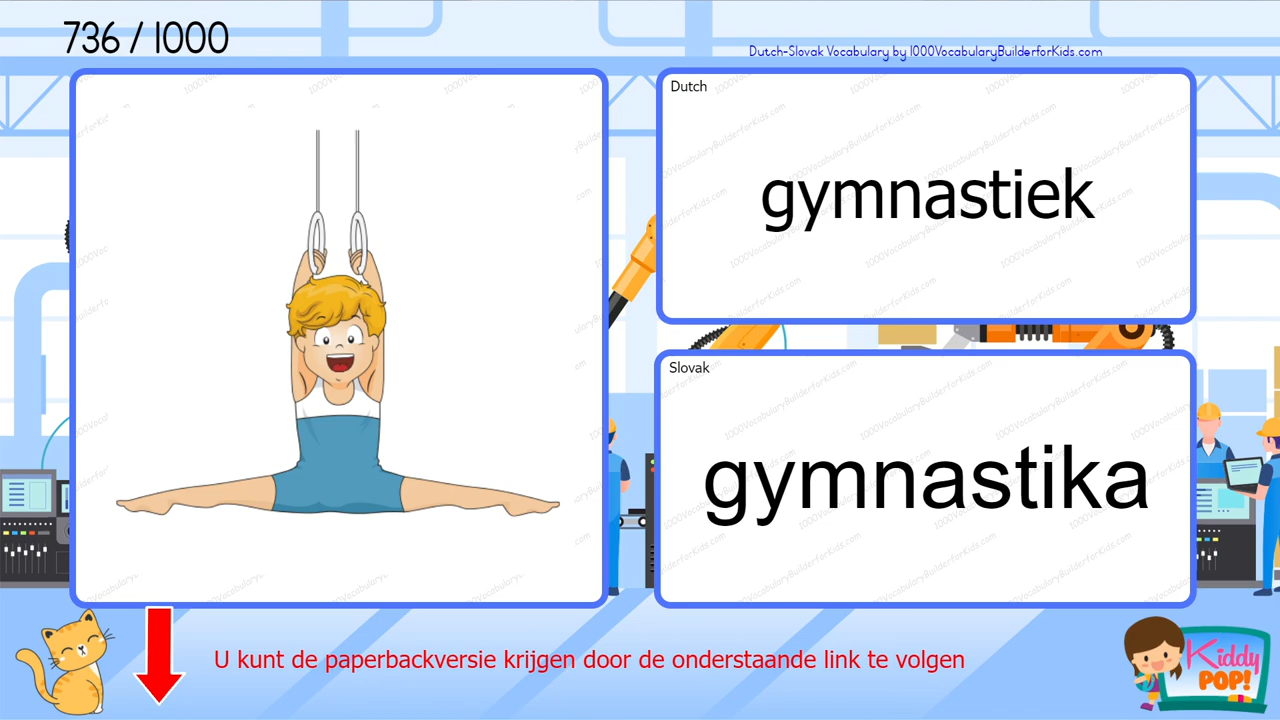 736 / 1000
Dutch-Slovak Vocabulary by 1000VocabularyBuilderforKids.com
Dutch
gymnastiek
Slovak
gymnastika
U kunt de paperbackversie krijgen door de onderstaande link te volgen
Kiddy
POP!